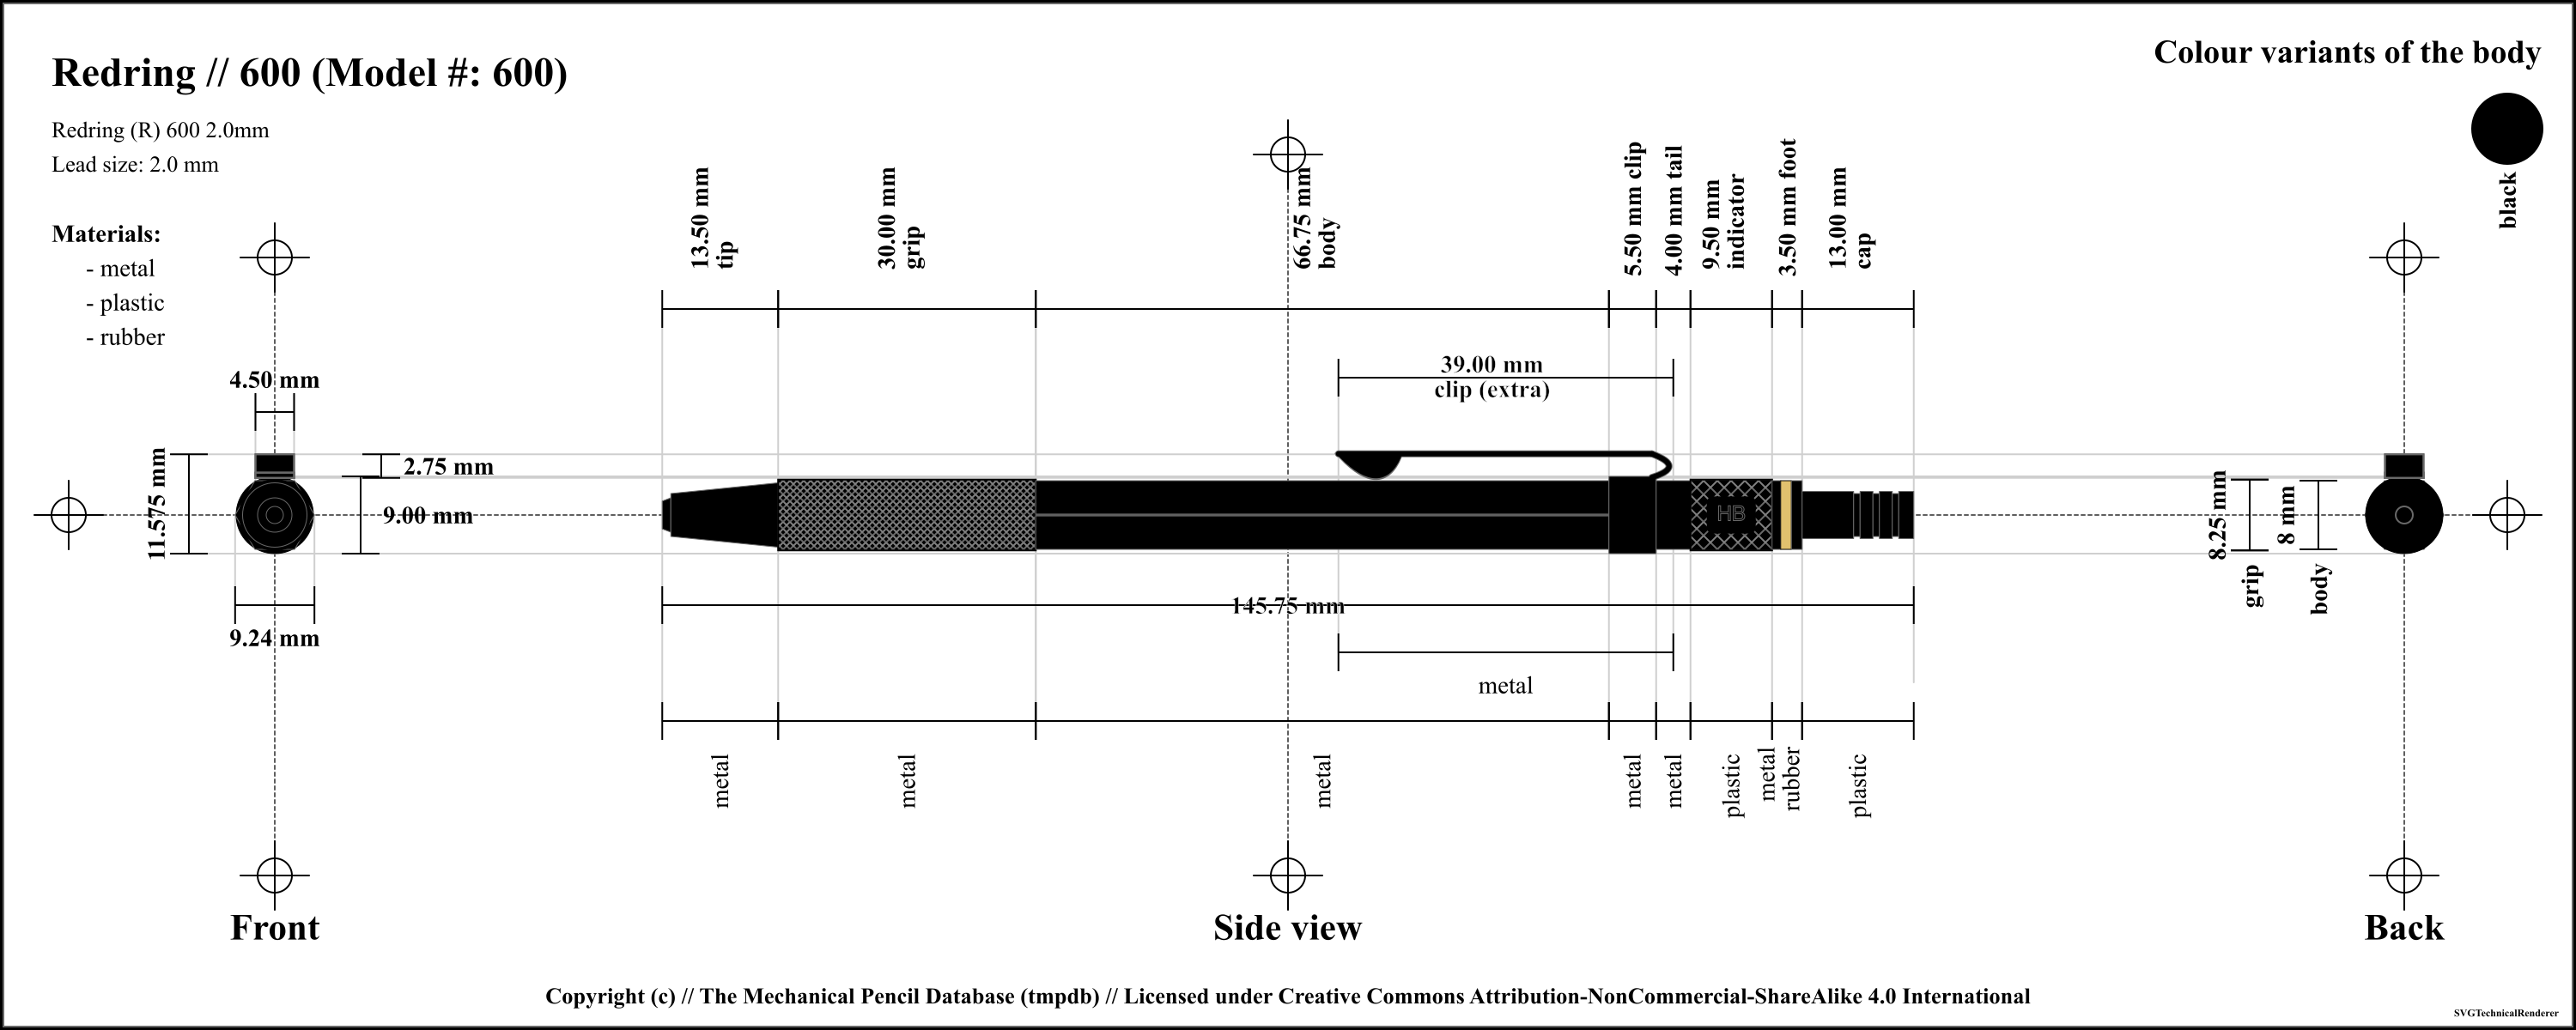 Redring // 600 (Model #: 600)
Colour variants of the body
Redring (R) 600 2.0mm
Lead size: 2.0 mm
black
Materials:
- metal
- plastic
- rubber
13.50 mm
tip
30.00 mm
grip
66.75 mm
body
5.50 mm clip
4.00 mm tail
9.50 mm
indicator
3.50 mm foot
13.00 mm
cap
39.00 mm
clip (extra)
4.50 mm
11.575 mm
2.75 mm
9.00 mm
9.24 mm
HB
8.25 mm
grip
8 mm
body
145.75 mm
metal
metal
metal
metal
metal
metal
plastic
metal
rubber
plastic
Front
Side view
Back
Copyright (c) // The Mechanical Pencil Database (tmpdb) // Licensed under Creative Commons Attribution-NonCommercial-ShareAlike 4.0 International
SVGTechnicalRenderer